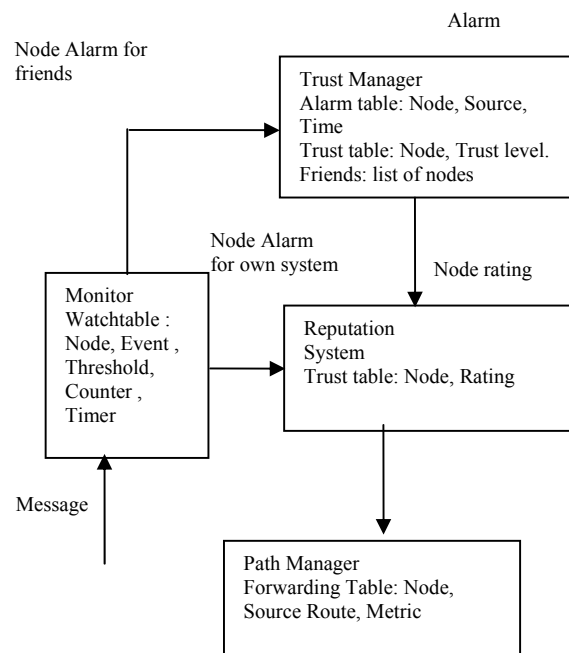 Alarm
Node Alarm for
friends
Trust Manager
Alarm table: Node, Source,
Time
Trust table: Node, Trust level.
Friends: list of nodes
Node Alarm
for own system
Node rating
Monitor
Watchtable :
Node, Event ,
Threshold,
Counter ,
Timer
Reputation
System
Trust table: Node, Rating
Message
Path Manager
Forwarding Table: Node,
Source Route, Metric